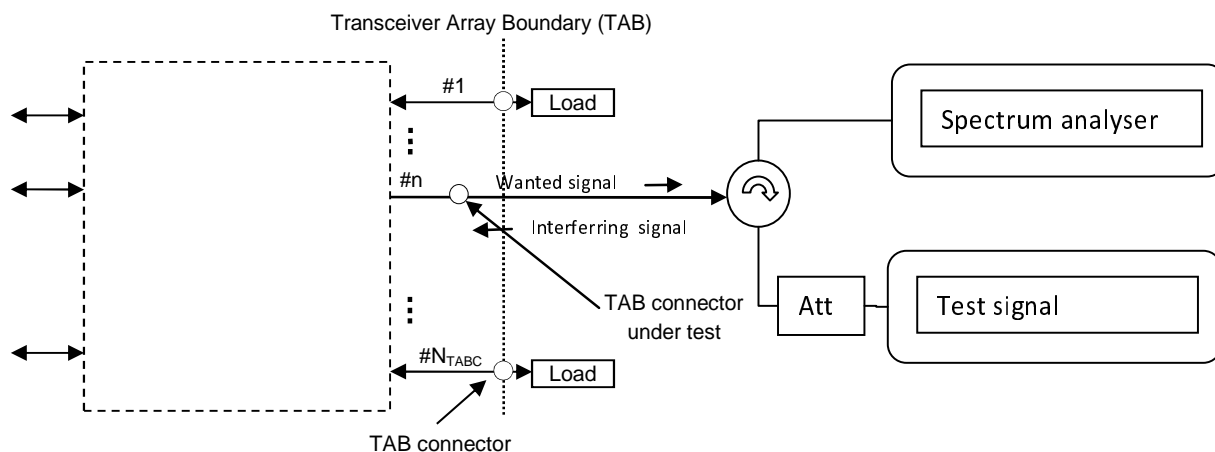 Transceiver Array Boundary (TAB)
#1
Load
⋮
Spectrum analyser
#n
Wanted signal
Interferring signal
TAB connector
under test
Att
Test signal
⋮
#NTABC
Load
TAB connector